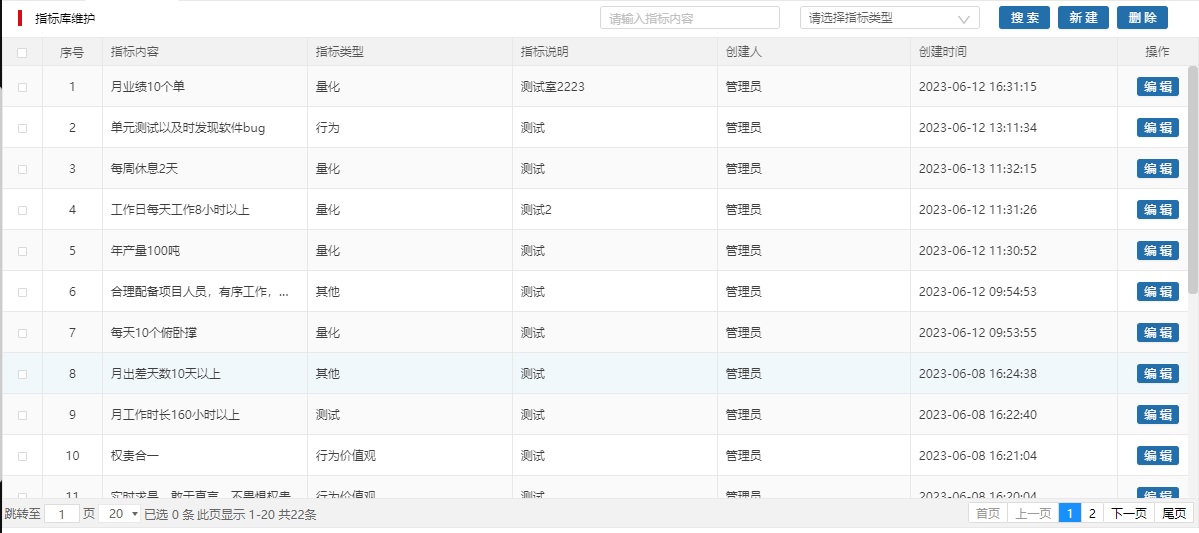 指标库维护 请输入指标内容 请选择指标类型 搜 索 新 建 删 除
序号 指标内容 指标类型 指标说明 创建人 创建时间 操作
1 月业绩10个单 量化 测试室2223 管理员 2023-06-12 16:31:15 编 辑
2 单元测试以及时发现软件bug 行为 测试 管理员 2023-06-12 13:11:34 编 辑
3 每周休息2天 量化 测试 管理员 2023-06-13 11:32:15 编 辑
4 工作日每天工作8小时以上 量化 测试2 管理员 2023-06-12 11:31:26 编 辑
5 年产量100吨 量化 测试 管理员 2023-06-12 11:30:52 编 辑
6 合理配备项目人员，有序工作，... 其他 测试 管理员 2023-06-12 09:54:53 编 辑
7 每天10个俯卧撑 量化 测试 管理员 2023-06-12 09:53:55 编 辑
8 月出差天数10天以上 其他 测试 管理员 2023-06-08 16:24:38 编 辑
9 月工作时长160小时以上 测试 测试 管理员 2023-06-08 16:22:40 编 辑
10 权责合一 行为价值观 测试 管理员 2023-06-08 16:21:04 编 辑
11 实时求是，敢于直言，不畏惧权贵 行为价值观 测试 管理员 2023-06-08 16:20:04 编 辑
跳转至 1 页 20 已选 0 条 此页显示 1-20 共22条 首页 上一页 1 2 下一页 尾页